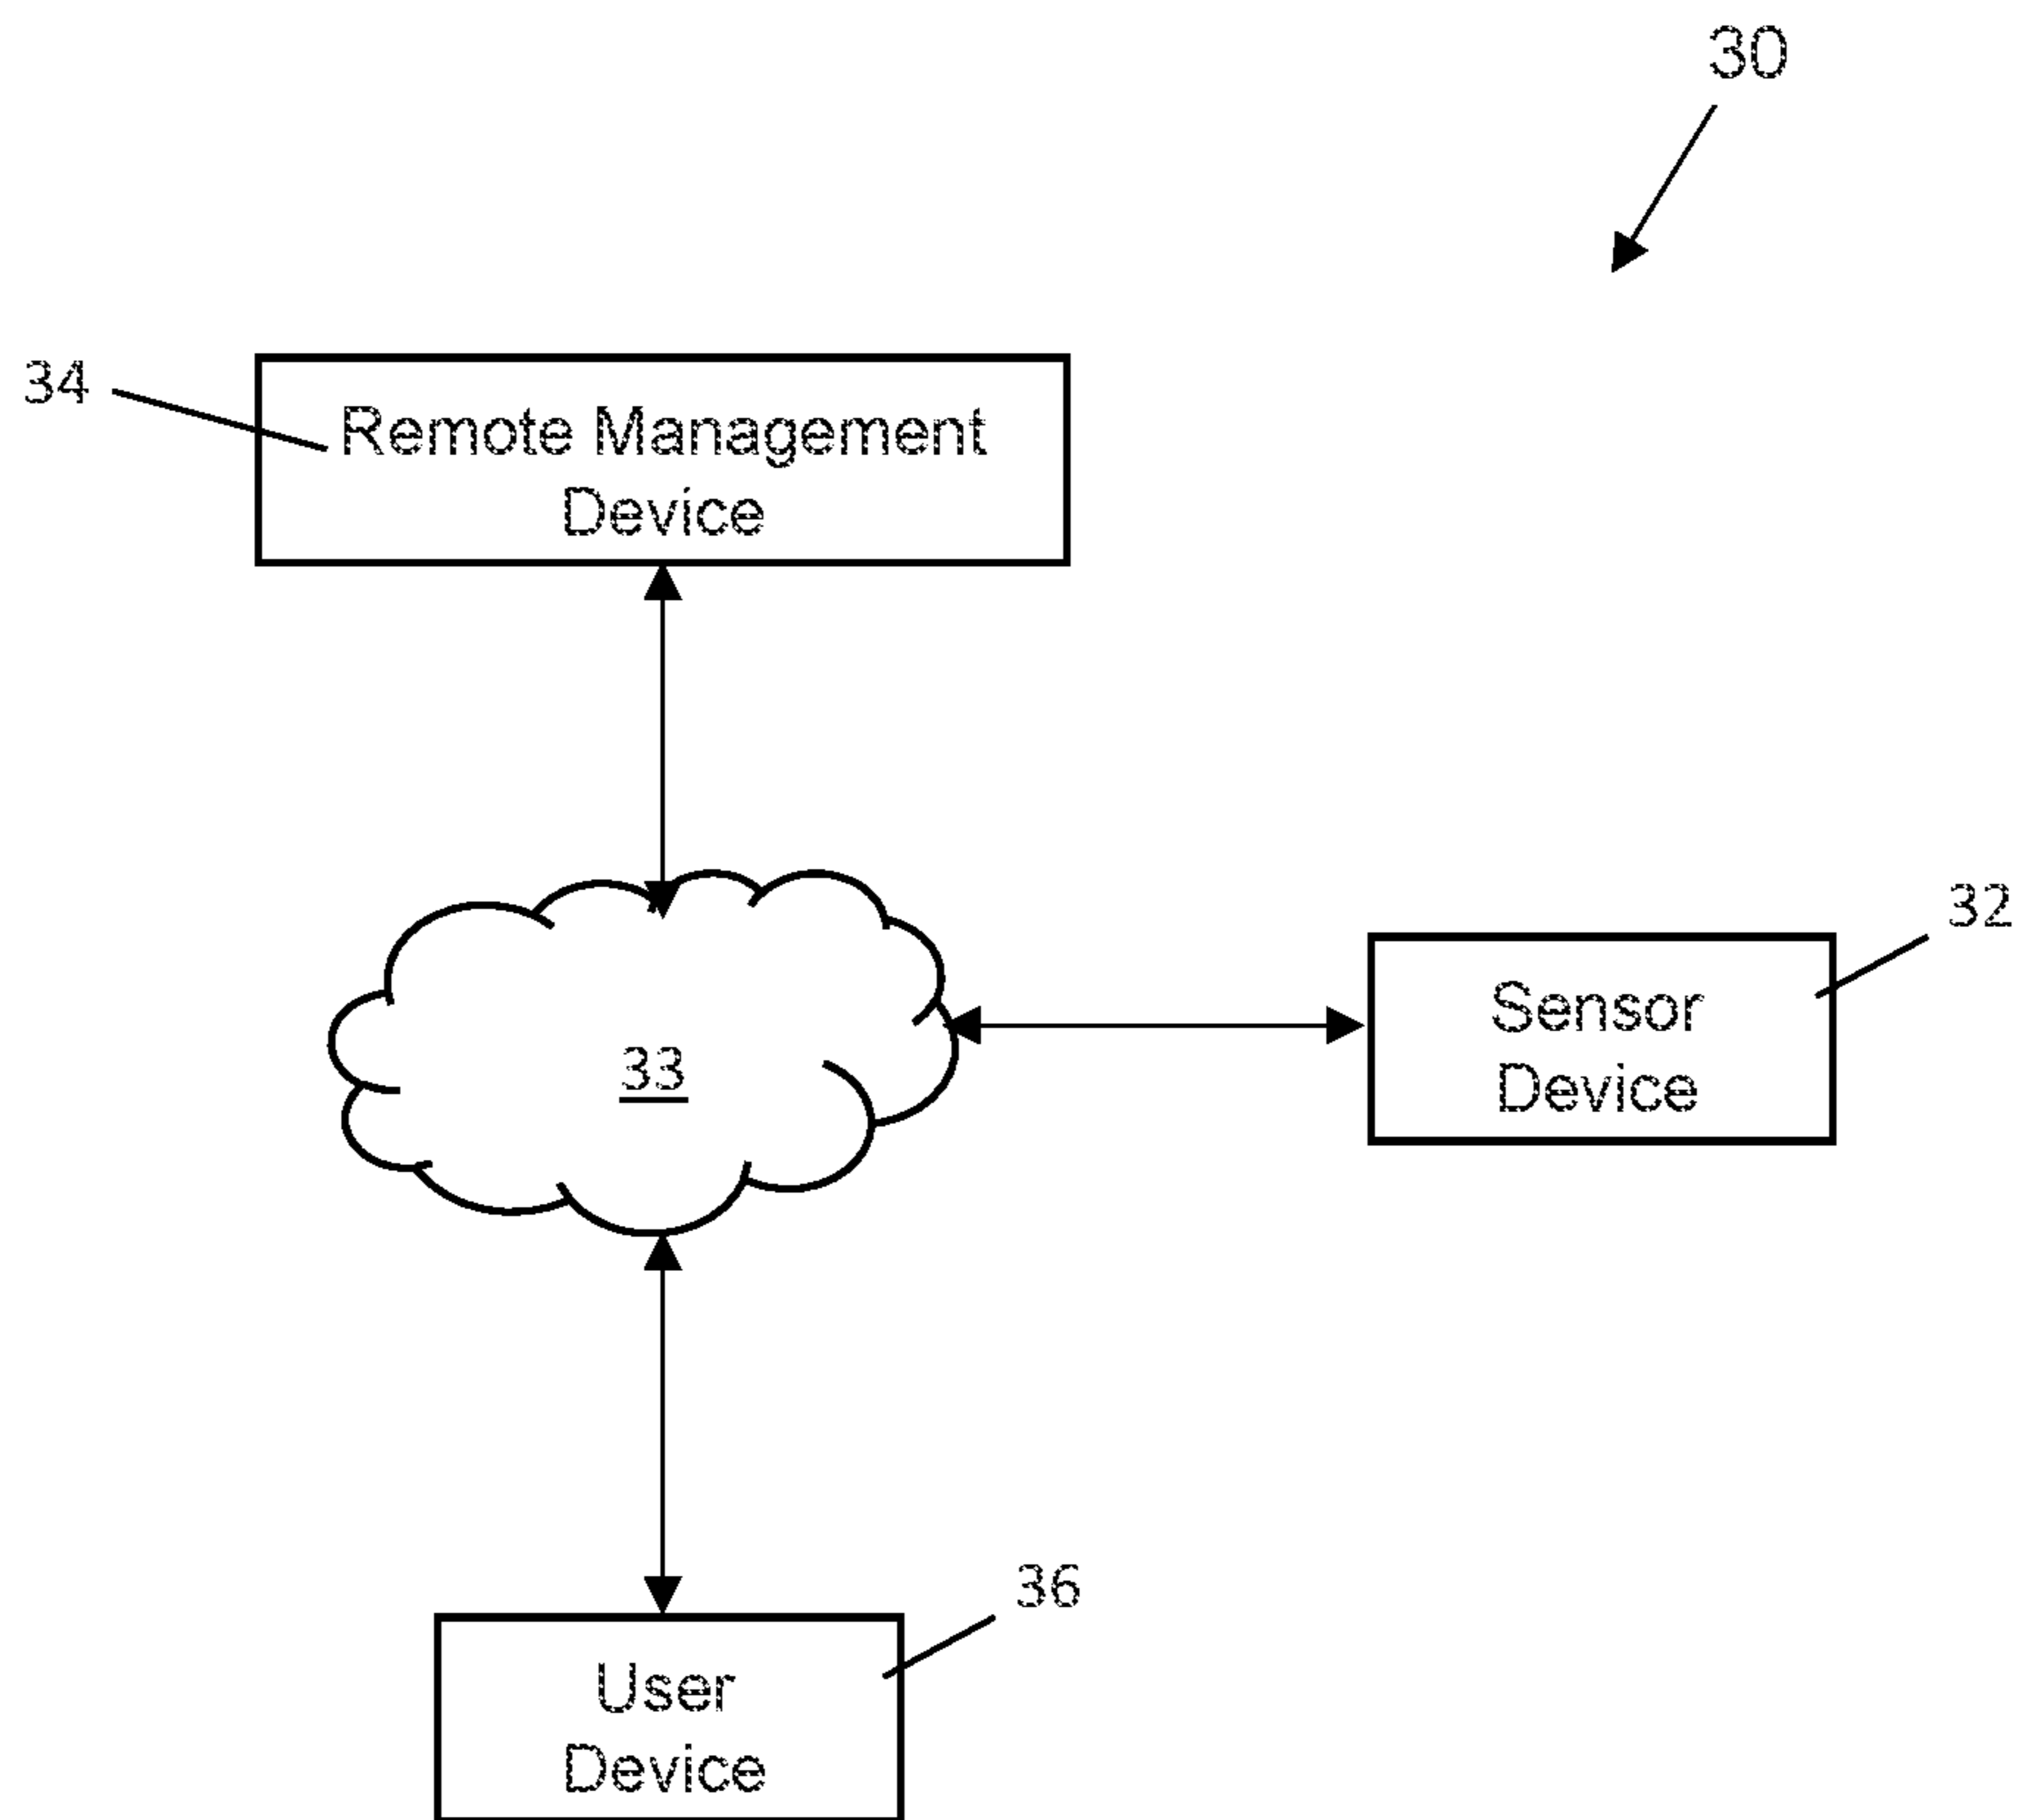 30
34
Remote Management
Device
32
Sensor
Device
33
36
User
Device